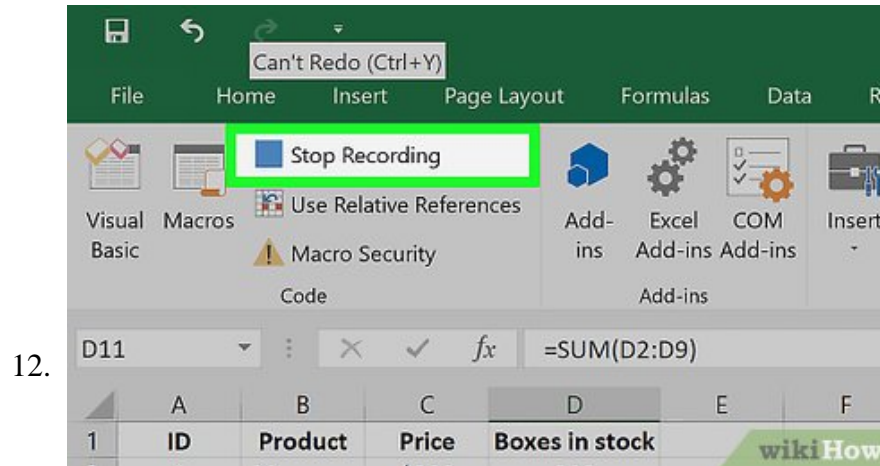 Can't Redo (Ctrl+Y)
File Home Insert Page Layout Formulas Data R
Stop Recording
Visual Basic
Macros
Use Relative References
Macro Security
Code
Add-ins
Excel Add-ins
COM Add-ins
Insert
Add-ins
12.
D11 fx =SUM(D2:D9)
A B C D E F
1 ID Product Price Boxes in stock
wikiHow